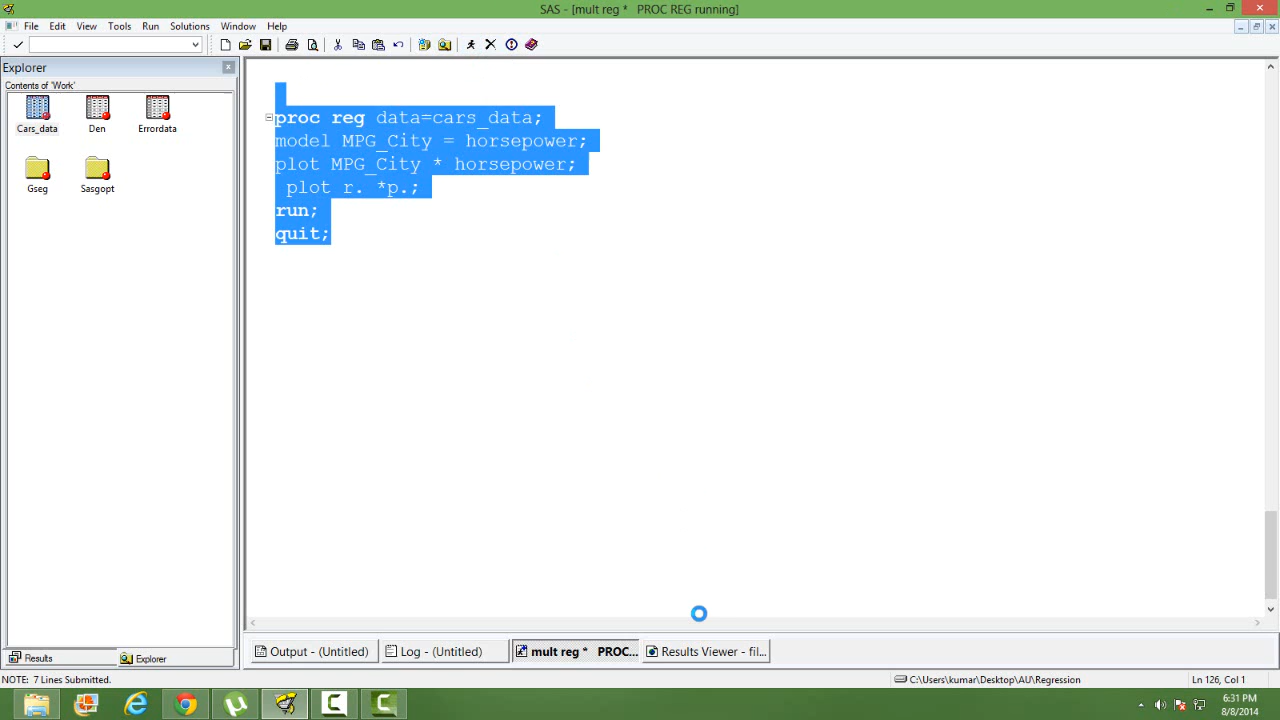 SAS - [mult reg * PROC REG running]
File Edit View Tools Run Solutions Window Help
Explorer
Contents of 'Work'
Cars_data Den Errordata
Gseg Sasgopt
proc reg data=cars_data;
model MPG_City = horsepower;
plot MPG_City * horsepower;
plot r. *p.;
run;
quit;
Results Explorer
Output - (Untitled) Log - (Untitled) mult reg * PROC... Results Viewer - fil...
NOTE: 7 Lines Submitted. C:\Users\kumar\Desktop\AU\Regression Ln 126, Col 1
6:31 PM
8/8/2014